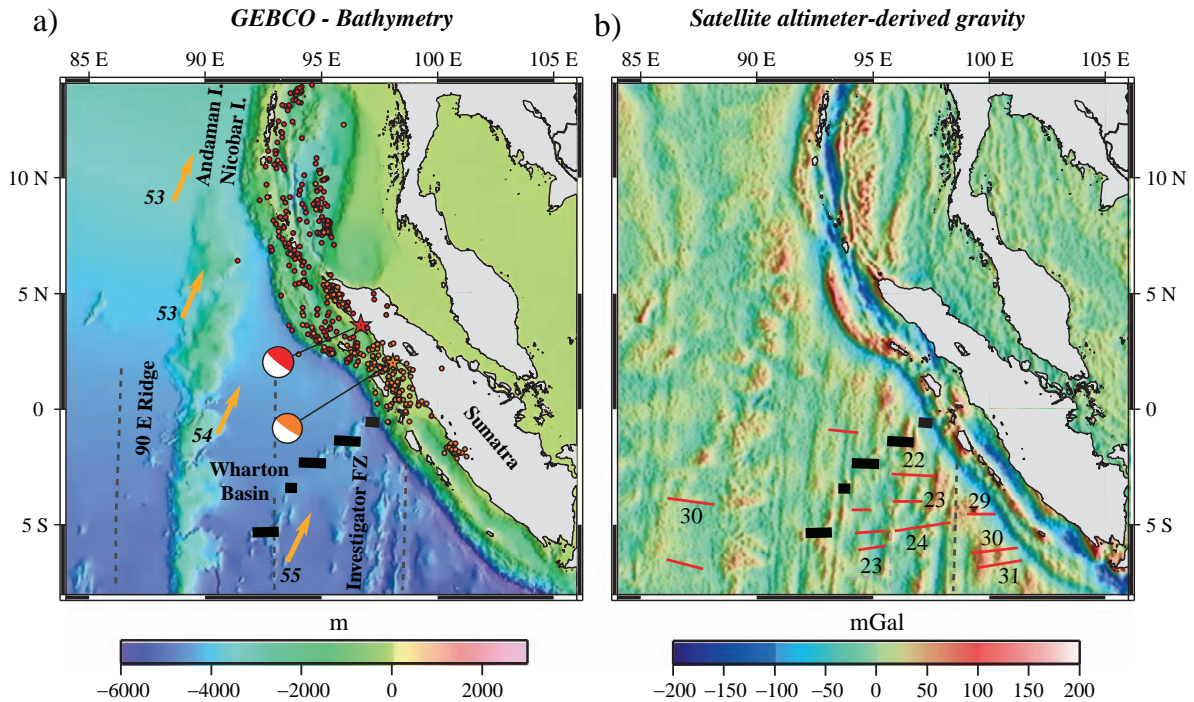 a)
GEBCO - Bathymetry
85 E
90 E
95 E
100 E
10 N
5 N
0
5 S
Andaman I.
Nicobar I.
53
53
54
55
90 E Ridge
Wharton
Basin
Investigator FZ
Sumatra
m
−6000
−4000
−2000
0
2000
b)
Satellite altimeter-derived gravity
85 E
90 E
95 E
100 E
105 E
10 N
5 N
0
5 S
22
23
29
30
24
30
23
31
mGal
−200
−150
−100
−50
0
50
100
150
200